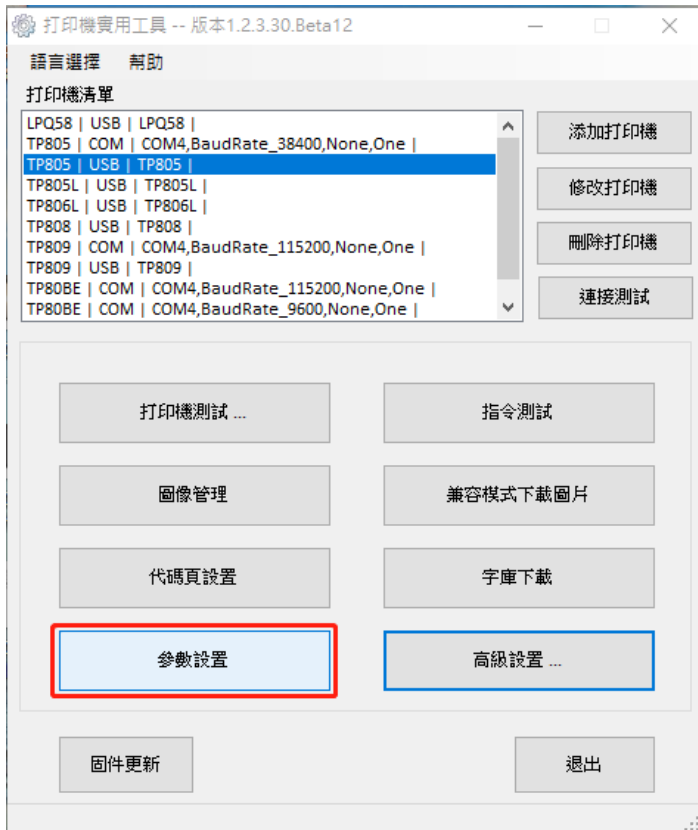 打印機實用工具 -- 版本1.2.3.30.Beta12
語言選擇 幫助
打印機清單
LPQ58 | USB | LPQ58 |
TP805 | COM | COM4,BaudRate_38400,None,One |
TP805 | USB | TP805 |
TP805L | USB | TP805L |
TP806L | USB | TP806L |
TP808 | USB | TP808 |
TP809 | COM | COM4,BaudRate_115200,None,One |
TP809 | USB | TP809 |
TP80BE | COM | COM4,BaudRate_115200,None,One |
TP80BE | COM | COM4,BaudRate_9600,None,One |
添加打印機
修改打印機
刪除打印機
連接測試
打印機測試 ...
指令測試
圖像管理
兼容模式下載圖片
代碼頁設置
字庫下載
參數設置
高級設置 ...
固件更新
退出